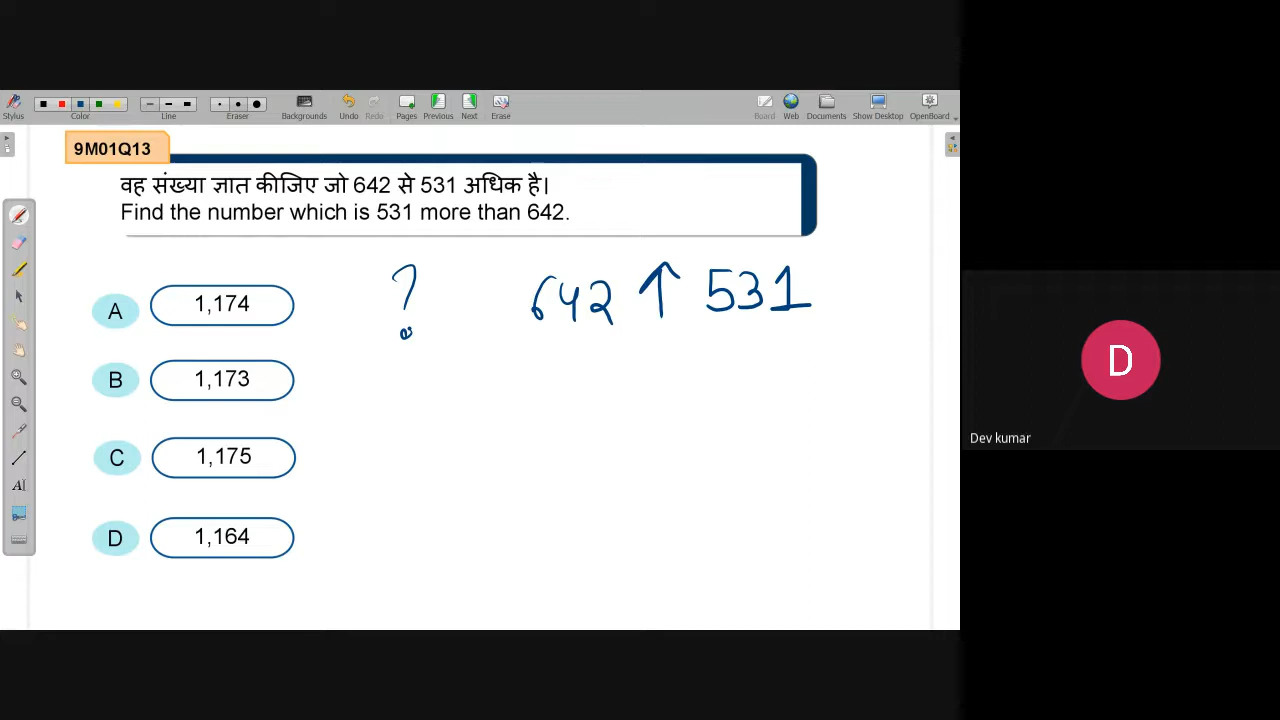 Stylus Color Line Eraser Backgrounds Undo Redo Pages Previous Next Erase Board Web Documents Show Desktop OpenBoard
9M01Q13
वह संख्या ज्ञात कीजिए जो 642 से 531 अधिक है।
Find the number which is 531 more than 642.
? 642 ↑ 531
A 1,174
B 1,173
C 1,175
D 1,164
D
Dev kumar